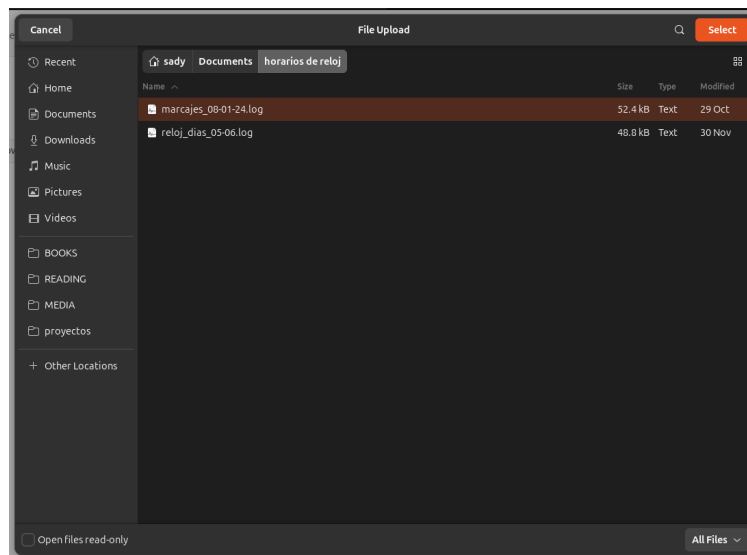 Cancel File Upload Select
Recent
Home
Documents
Downloads
Music
Pictures
Videos
BOOKS
READING
MEDIA
proyectos
+ Other Locations
sady Documents horarios de reloj
Name Size Type Modified
marcajes_08-01-24.log 52.4 kB Text 29 Oct
reloj_dias_05-06.log 48.8 kB Text 30 Nov
Open files read-only All Files